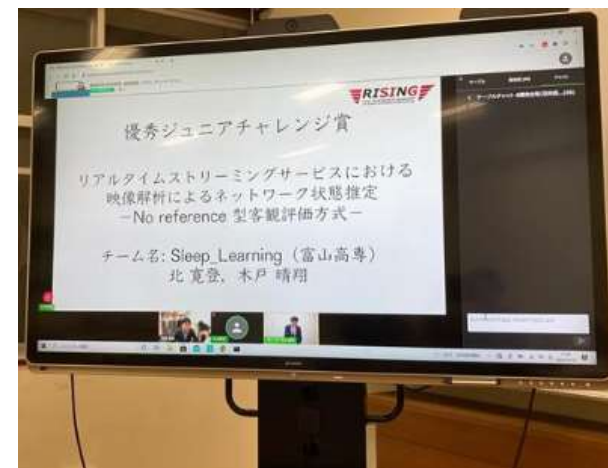 RISING
優秀ジュニアチャレンジ賞
リアルタイムストリーミングサービスにおける
映像解析によるネットワーク状態推定
－No reference 型客観評価方式－
チーム名: Sleep_Learning（富山高専）
北 寛登，木戸 晴翔